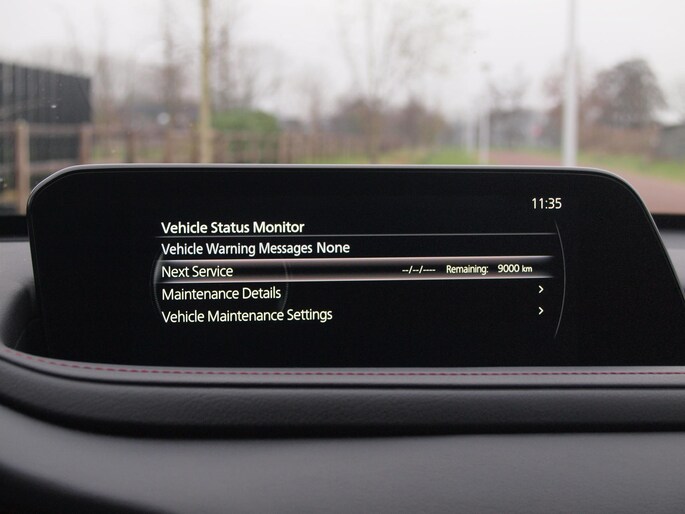 11:35
Vehicle Status Monitor
Vehicle Warning Messages None
Next Service --/--/---- Remaining: 9000 km
Maintenance Details >
Vehicle Maintenance Settings >